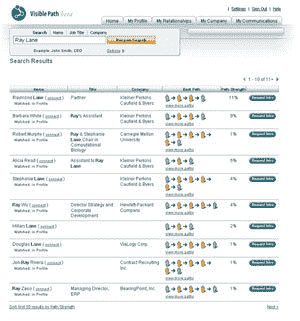 Visible Path beta
Settings | Sign Out | Help
Home My Profile My Relationships My Company My Communications
Search Name Job Title Company
Ray Lane
Example: John Smith, CEO Options
Search Results
1 - 10 of 11+
Name Title Company Best Path Path Strength
Raymond Lane (connect) Partner Kleiner Perkins Caufield & Byers 11% Request Intro
Matched: in Profile view more paths
Barbara White (connect) Ray's Assistant Kleiner Perkins Caufield & Byers 9% Request Intro
Matched: in Profile view more paths
Robert Murphy (connect) Ray & Stephanie Lane Chair in Computational Biology Carnegie Mellon University 1% Request Intro
Matched: in Profile view more paths
Alicia Read (connect) Assistant to Ray Lane Kleiner Perkins Caufield & Byers 5% Request Intro
Matched: in Profile view more paths
Stephanie Lane (connect) Kleiner Perkins Caufield & Byers 4% Request Intro
Matched: in Profile view more paths
Ray Wu (connect) Director Strategy and Corporate Development Hewlett-Packard Company 4% Request Intro
Matched: in Profile view more paths
Lane (connect) 2% Request Intro
Matched: in Profile view more paths
Douglas Lane (connect) ViaLogy Corp. 1% Request Intro
Matched: in Profile view more paths
Jon Ray Rivera (connect) Contract Recruiting Inc. 1% Request Intro
Matched: in Profile view more paths
Ray (connect) Managing Director, ERP BearingPoint, Inc. 1% Request Intro
Matched: in Profile view more paths
Sort first 50 results by Path Strength Next >